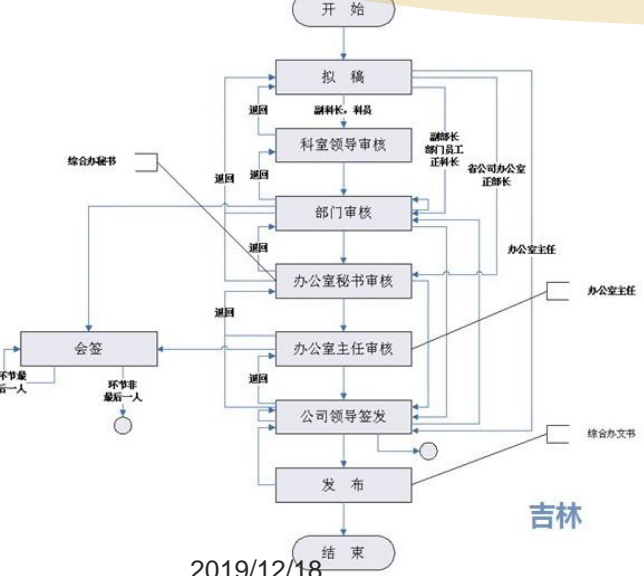 开 始
拟 稿
退回
副科长,科员
副部长
部门员工
正科长
科室领导审核
综合办秘书
退回
退回
省公司办公室
正部长
部门审核
退回
办公室主任
办公室秘书审核
办公室主任
退回
会签
办公室主任审核
环节最
后一人
环节非
最后一人
退回
公司领导签发
综合办文书
发 布
吉林
结 束
2019/12/18